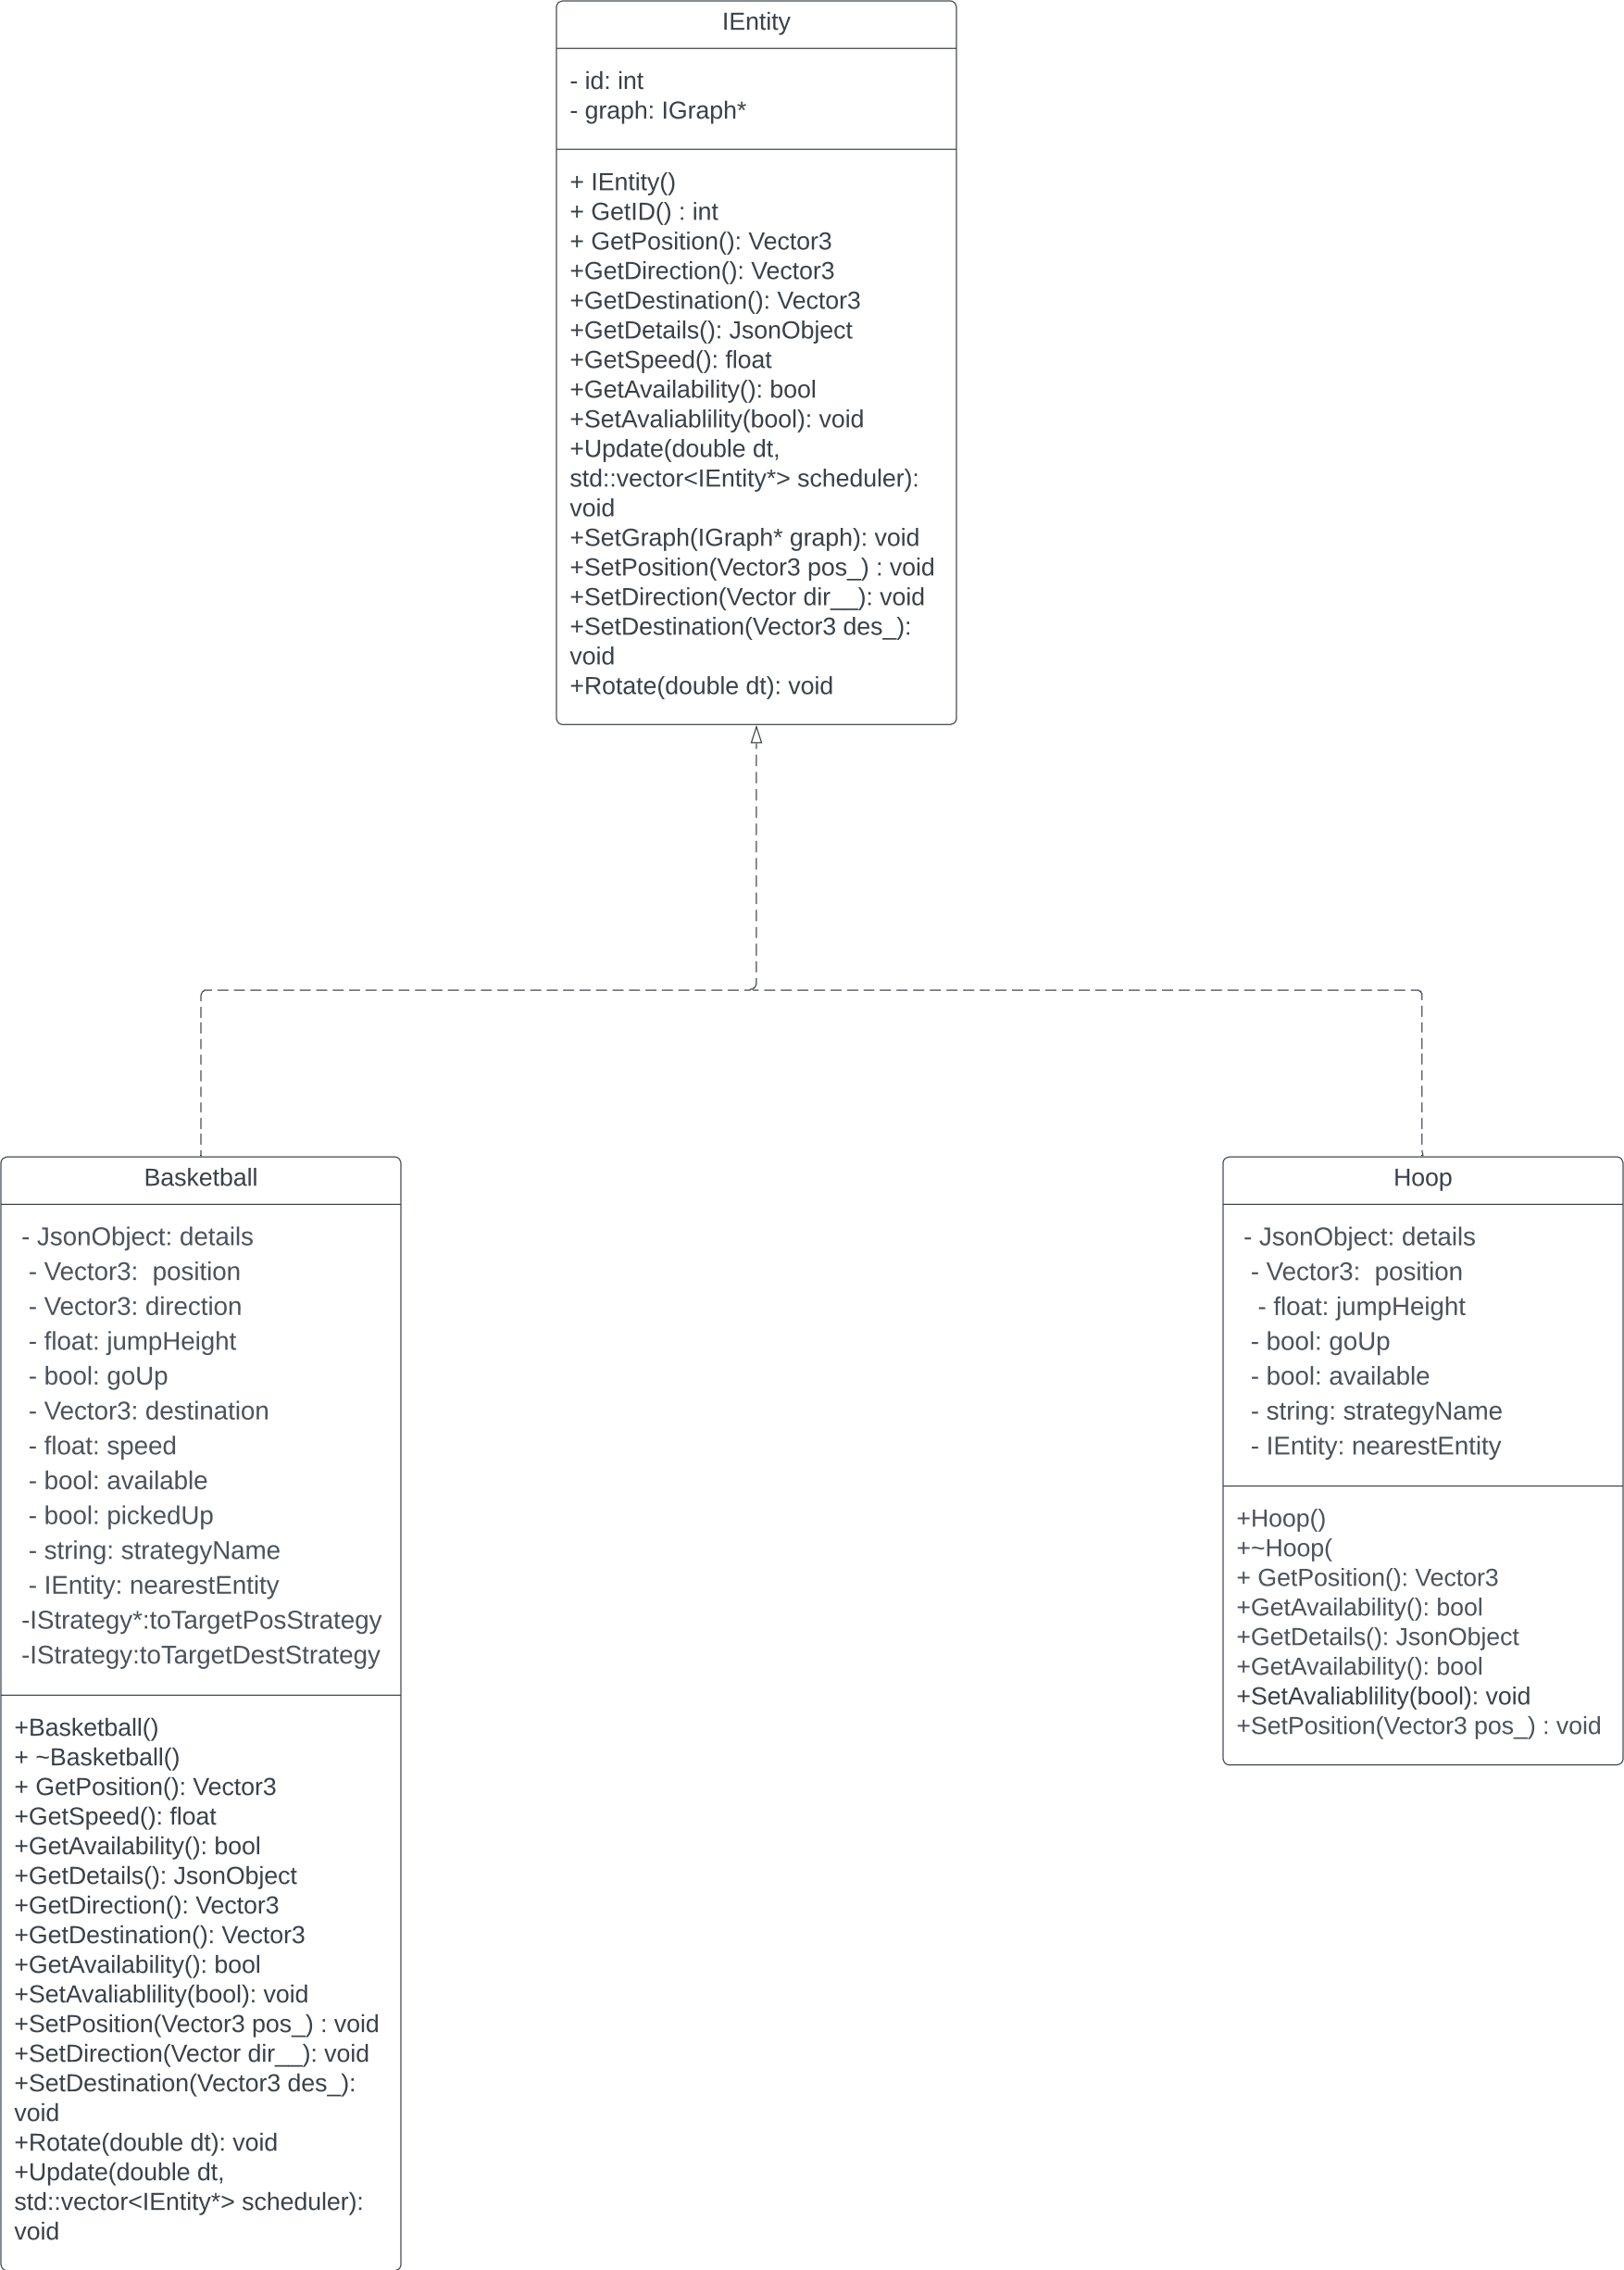 IEntity
- id: int
- graph: IGraph*
+ IEntity()
+ GetID() : int
+ GetPosition(): Vector3
+GetDirection(): Vector3
+GetDestination(): Vector3
+GetDetails(): JsonObject
+GetSpeed(): float
+GetAvailability(): bool
+SetAvaliablility(bool): void
+Update(double dt,
std::vector<IEntity*> scheduler):
void
+SetGraph(IGraph* graph): void
+SetPosition(Vector3 pos_) : void
+SetDirection(Vector dir__): void
+SetDestination(Vector3 des_):
void
+Rotate(double dt): void
Basketball
- JsonObject: details
- Vector3:  position
- Vector3: direction
- float: jumpHeight
- bool: goUp
- Vector3: destination
- float: speed
- bool: available
- bool: pickedUp
- string: strategyName
- IEntity: nearestEntity
-IStrategy*:toTargetPosStrategy
-IStrategy:toTargetDestStrategy
+Basketball()
+ ~Basketball()
+ GetPosition(): Vector3
+GetSpeed(): float
+GetAvailability(): bool
+GetDetails(): JsonObject
+GetDirection(): Vector3
+GetDestination(): Vector3
+GetAvailability(): bool
+SetAvaliablility(bool): void
+SetPosition(Vector3 pos_) : void
+SetDirection(Vector dir__): void
+SetDestination(Vector3 des_):
void
+Rotate(double dt): void
+Update(double dt,
std::vector<IEntity*> scheduler):
void
Hoop
- JsonObject: details
- Vector3:  position
- float: jumpHeight
- bool: goUp
- bool: available
- string: strategyName
- IEntity: nearestEntity
+Hoop()
+~Hoop(
+ GetPosition(): Vector3
+GetAvailability(): bool
+GetDetails(): JsonObject
+GetAvailability(): bool
+SetAvaliablility(bool): void
+SetPosition(Vector3 pos_) : void